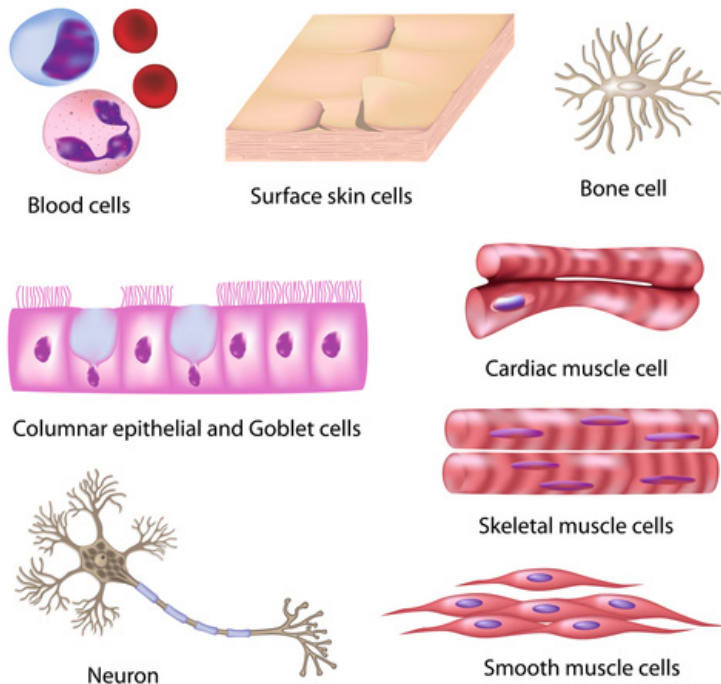 Blood cells
Surface skin cells
Bone cell
Columnar epithelial and Goblet cells
Cardiac muscle cell
Skeletal muscle cells
Neuron
Smooth muscle cells